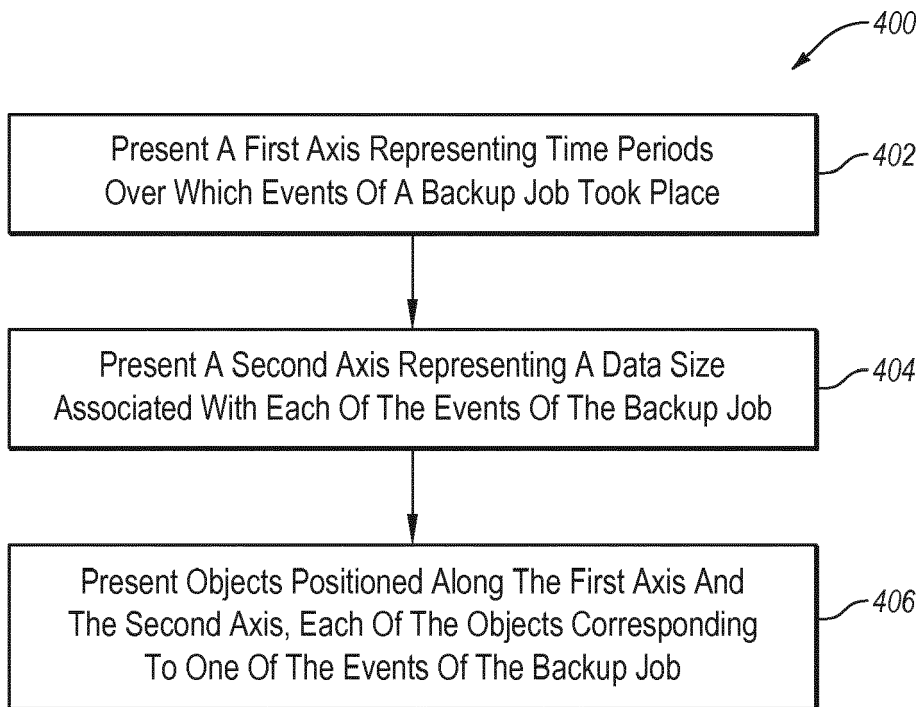 400
Present A First Axis Representing Time Periods
Over Which Events Of A Backup Job Took Place
402
Present A Second Axis Representing A Data Size
Associated With Each Of The Events Of The Backup Job
404
Present Objects Positioned Along The First Axis And
The Second Axis, Each Of The Objects Corresponding
To One Of The Events Of The Backup Job
406